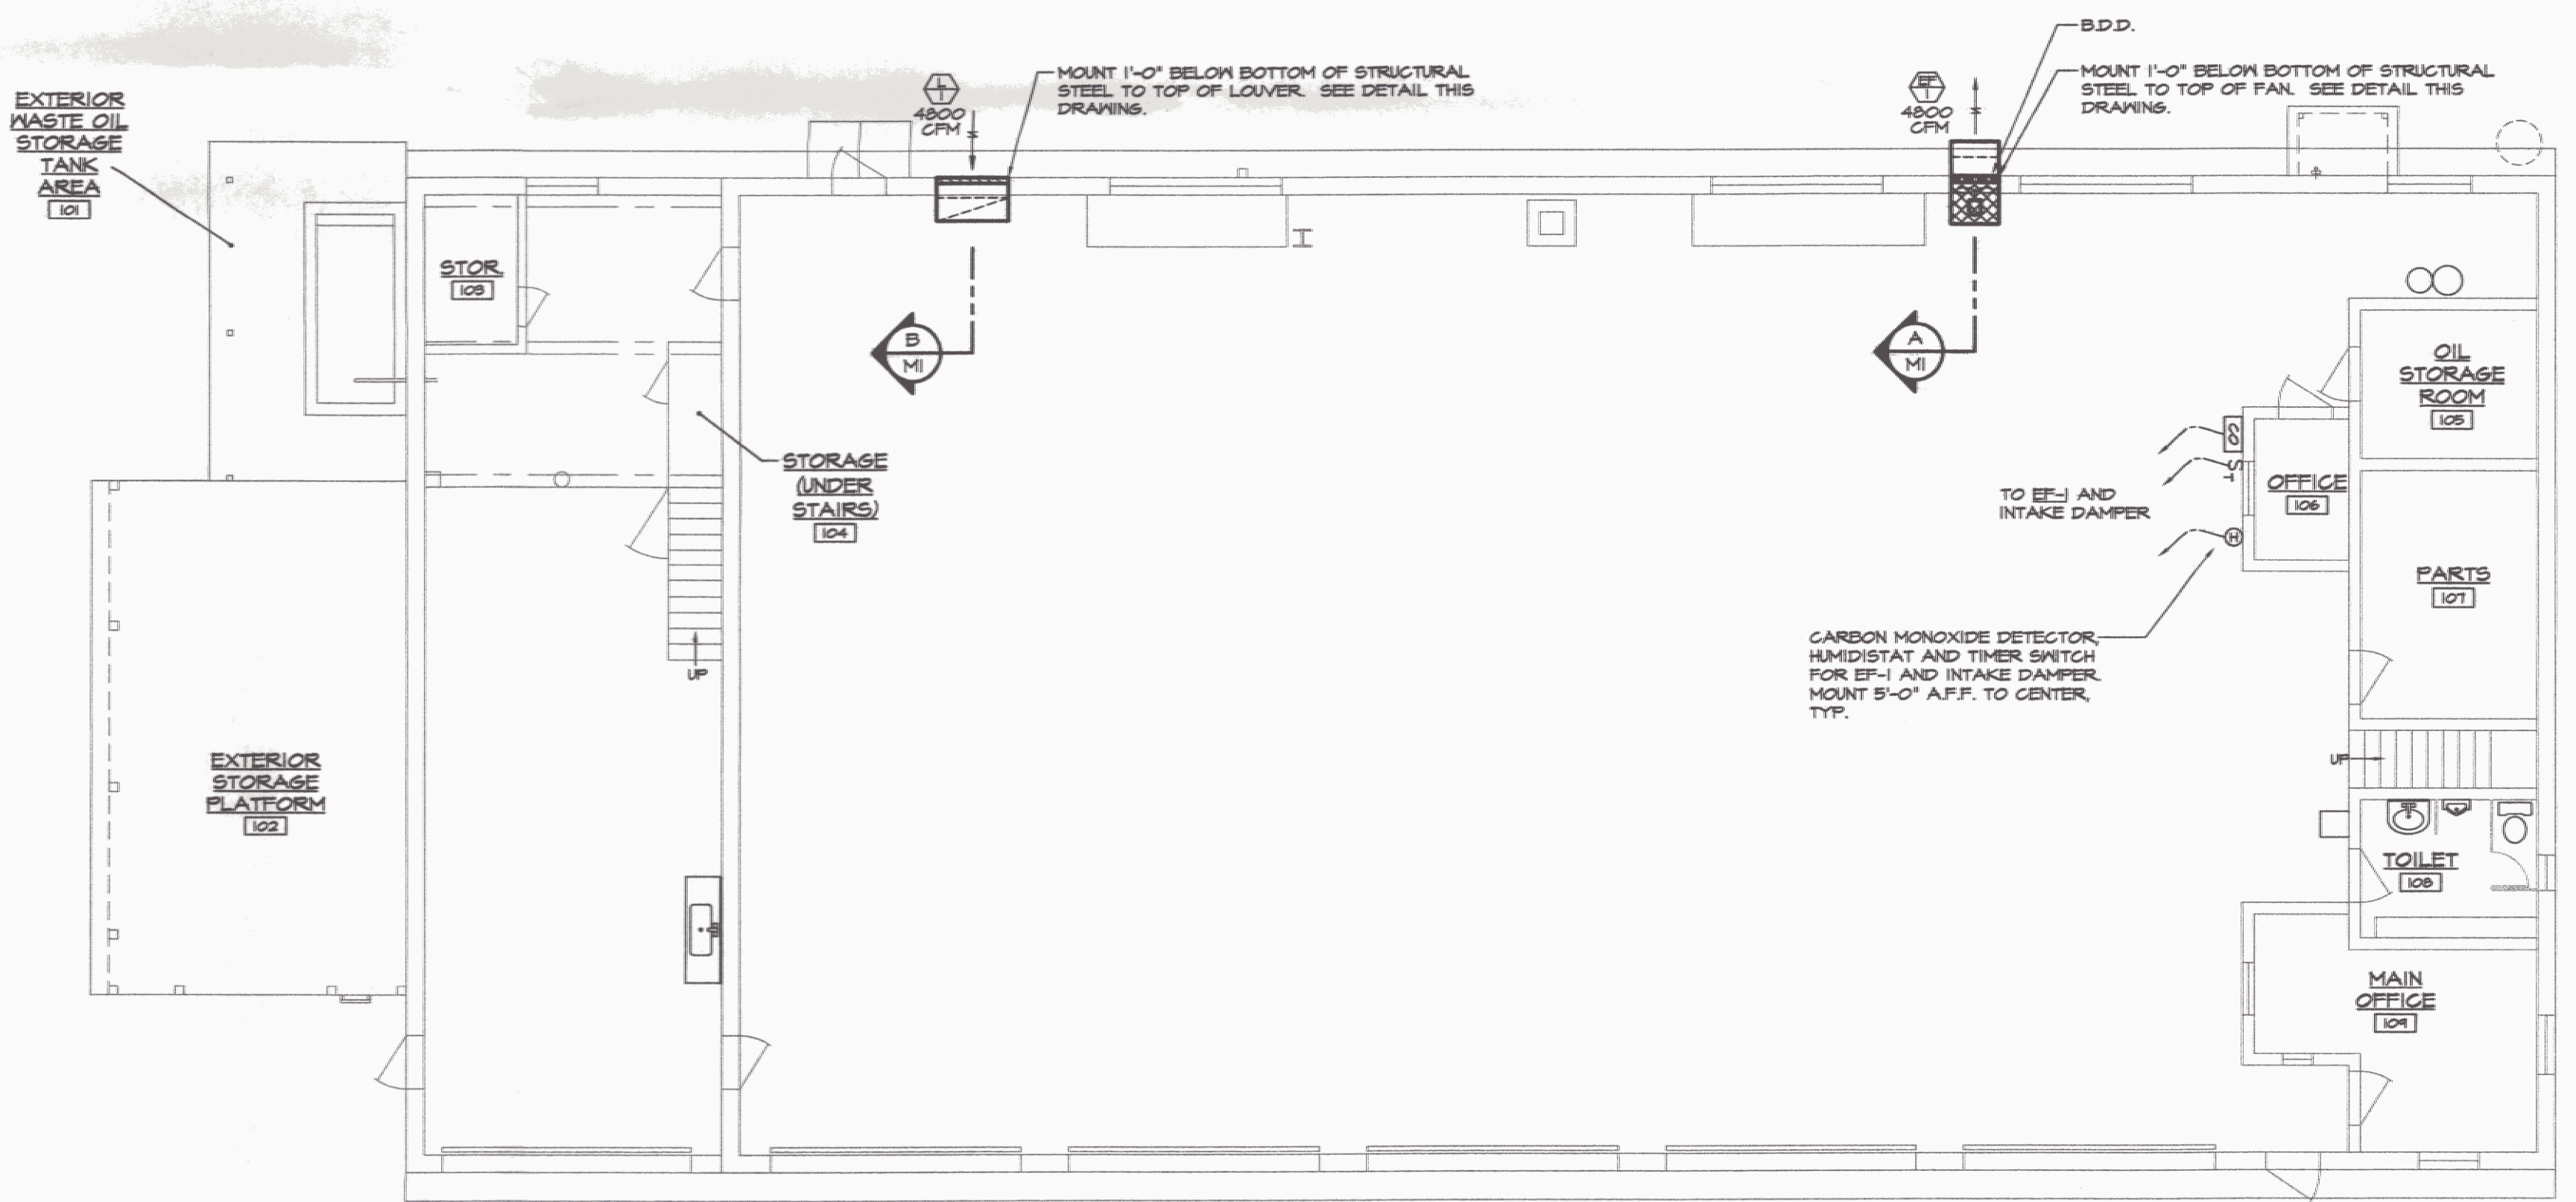 B.D.D.
MOUNT 1'-0" BELOW BOTTOM OF STRUCTURAL
STEEL TO TOP OF LOUVER. SEE DETAIL THIS
DRAWING.
L
1
4800
CFM
EF
1
4800
CFM
MOUNT 1'-0" BELOW BOTTOM OF STRUCTURAL
STEEL TO TOP OF FAN. SEE DETAIL THIS
DRAWING.
EXTERIOR
WASTE OIL
STORAGE
TANK
AREA
101
M
STOR.
103
B
M1
A
M1
OIL
STORAGE
ROOM
105
STORAGE
(UNDER
STAIRS)
104
CO
S
T
OFFICE
106
TO EF-1 AND
INTAKE DAMPER
H
PARTS
107
CARBON MONOXIDE DETECTOR,
HUMIDISTAT AND TIMER SWITCH
FOR EF-1 AND INTAKE DAMPER.
MOUNT 5'-0" A.F.F. TO CENTER,
TYP.
UP
UP
EXTERIOR
STORAGE
PLATFORM
102
TOILET
108
MAIN
OFFICE
109